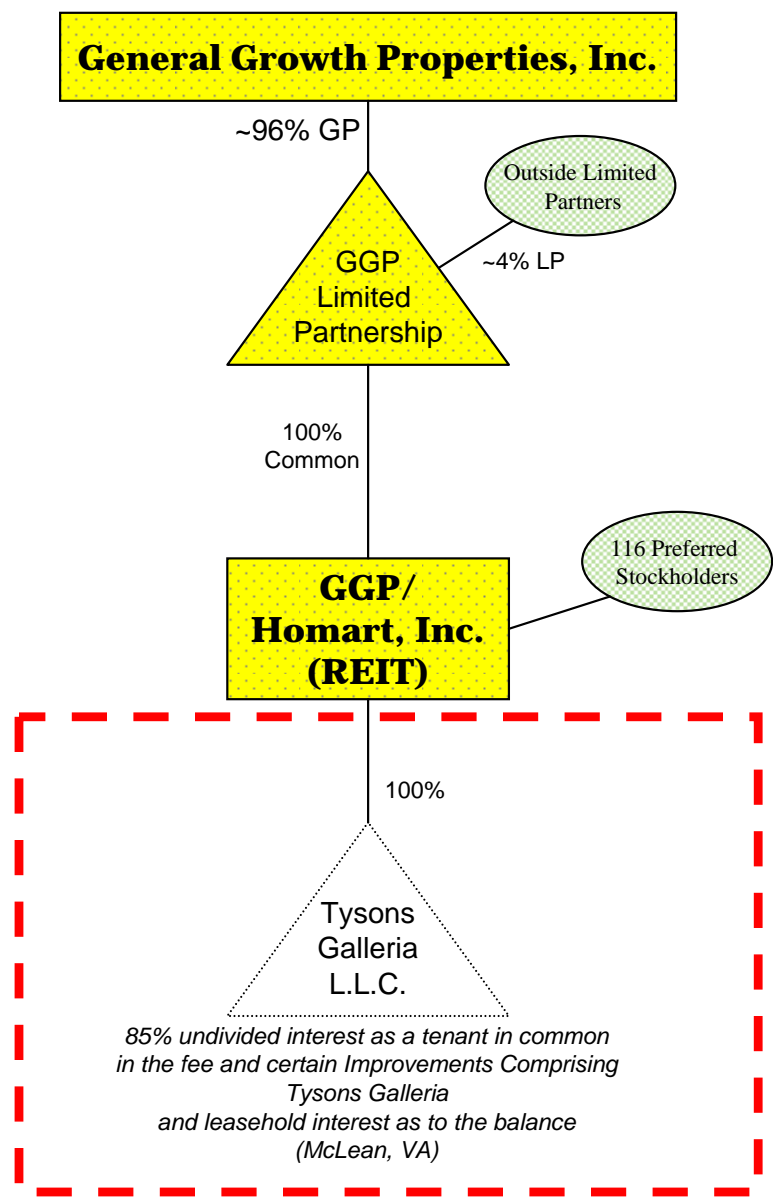 General Growth Properties, Inc.
~96% GP
Outside Limited
Partners
~4% LP
GGP
Limited
Partnership
100%
Common
116 Preferred
Stockholders
GGP/
Homart, Inc.
(REIT)
100%
Tysons
Galleria
L.L.C.
85% undivided interest as a tenant in common
in the fee and certain Improvements Comprising
Tysons Galleria
and leasehold interest as to the balance
(McLean, VA)